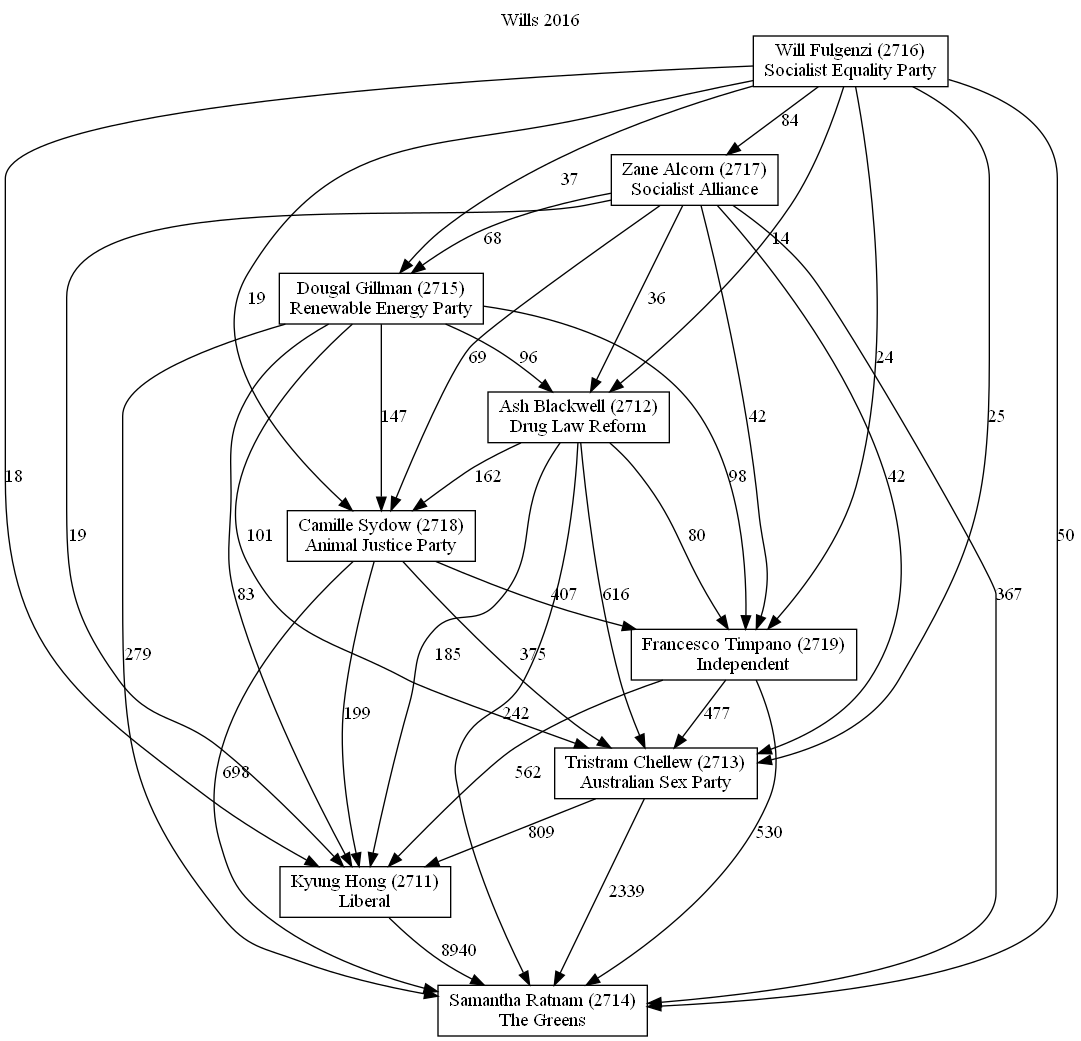 Wills 2016
Will Fulgenzi (2716)
Socialist Equality Party
84
Zane Alcorn (2717)
Socialist Alliance
37
68
14
Dougal Gillman (2715)
Renewable Energy Party
19
36
69
96
24
Ash Blackwell (2712)
Drug Law Reform
147
42
25
18
162
98
42
Camille Sydow (2718)
Animal Justice Party
19
101
80
50
83
407
616
367
Francesco Timpano (2719)
Independent
279
185
375
199
242
477
Tristram Chellew (2713)
Australian Sex Party
698
562
809
530
Kyung Hong (2711)
Liberal
2339
8940
Samantha Ratnam (2714)
The Greens